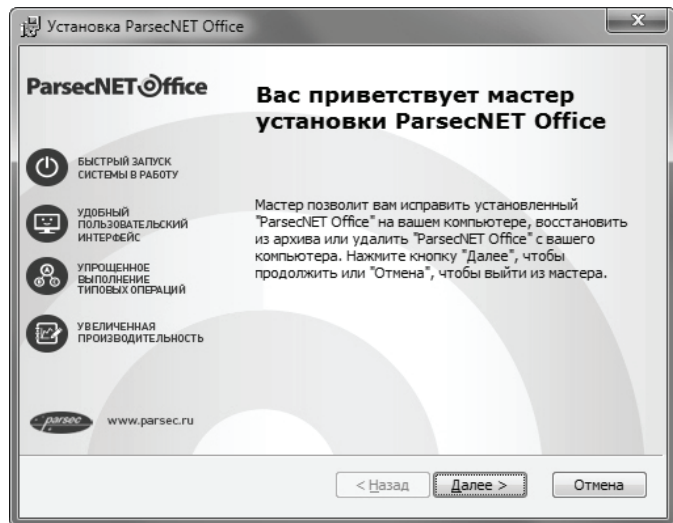 Установка ParsecNET Office
ParsecNET Office
Вас приветствует мастер
установки ParsecNET Office
БЫСТРЫЙ ЗАПУСК
СИСТЕМЫ В РАБОТУ
УДОБНЫЙ
ПОЛЬЗОВАТЕЛЬСКИЙ
ИНТЕРФЕЙС
УПРОЩЕННОЕ
ВЫПОЛНЕНИЕ
ТИПОВЫХ ОПЕРАЦИЙ
УВЕЛИЧЕННАЯ
ПРОИЗВОДИТЕЛЬНОСТЬ
Мастер позволит вам исправить установленный
"ParsecNET Office" на вашем компьютере, восстановить
из архива или удалить "ParsecNET Office" с вашего
компьютера. Нажмите кнопку "Далее", чтобы
продолжить или "Отмена", чтобы выйти из мастера.
parsec
www.parsec.ru
< Назад
Далее >
Отмена